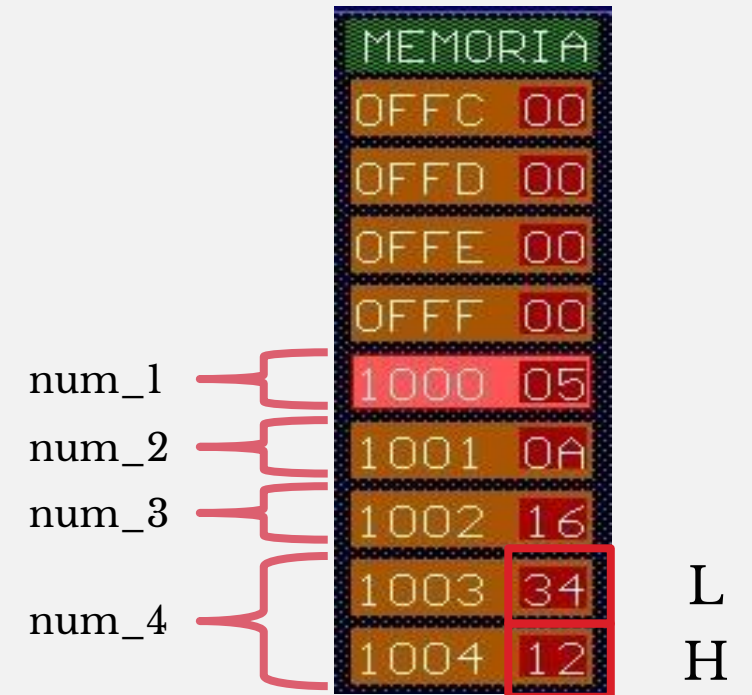 MEMORIA
0FFC 00
0FFD 00
0FFE 00
0FFF 00
num_1 1000 05
num_2 1001 0A
num_3 1002 16
num_4
1003 34 L
1004 12 H